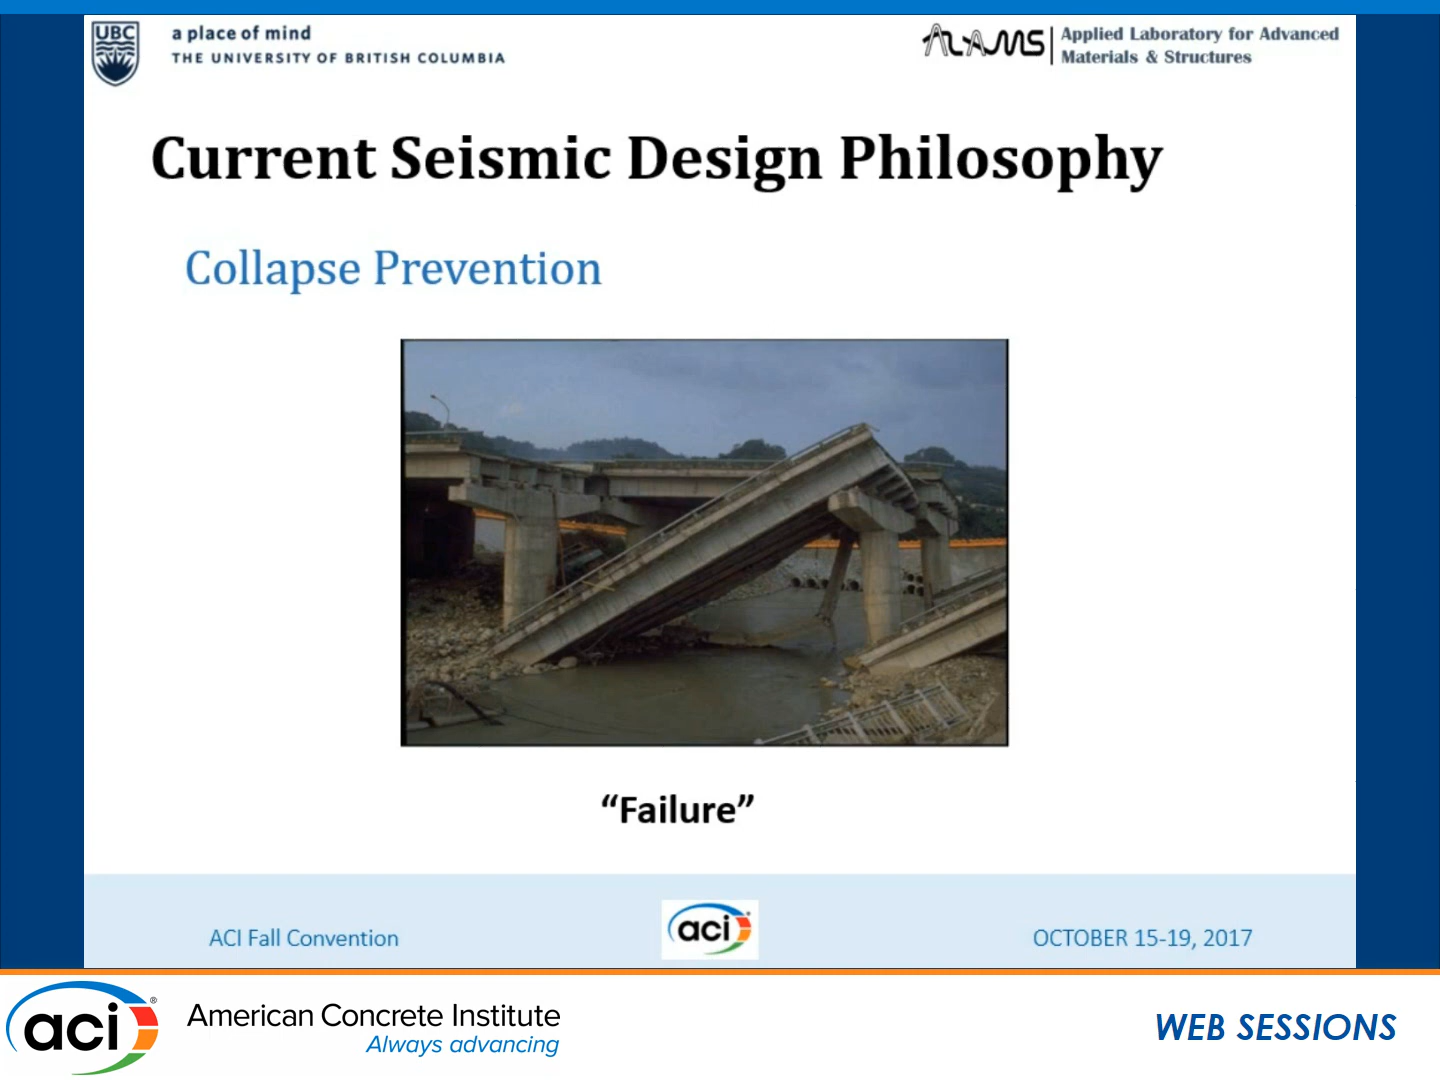 UBC
a place of mind
THE UNIVERSITY OF BRITISH COLUMBIA
ALAMS
Applied Laboratory for Advanced
Materials & Structures
Current Seismic Design Philosophy
Collapse Prevention
“Failure”
ACI Fall Convention
aci
OCTOBER 15-19, 2017
aci®
American Concrete Institute
Always advancing
WEB SESSIONS